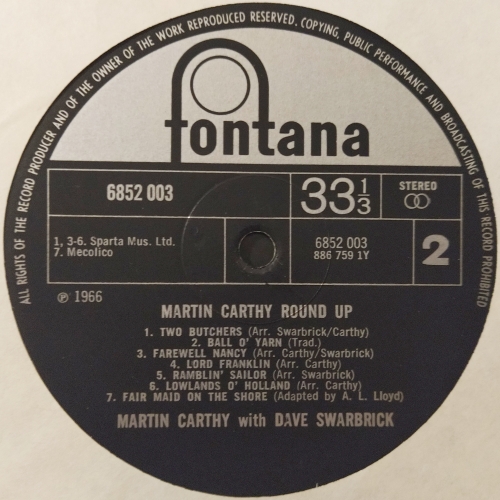 ALL RIGHTS OF THE RECORD PRODUCER AND OF THE OWNER OF THE WORK REPRODUCED RESERVED. COPYING, PUBLIC PERFORMANCE AND BROADCASTING OF THIS RECORD PROHIBITED
fontana
6852 003
33 1/3
STEREO
1, 3-6. Sparta Mus. Ltd.
7. Mecolico
6852 003
886 759 1Y
2
℗ 1966
MARTIN CARTHY ROUND UP
1. TWO BUTCHERS (Arr. Swarbrick/Carthy)
2. BALL O' YARN (Trad.)
3. FAREWELL NANCY (Arr. Carthy/Swarbrick)
4. LORD FRANKLIN (Arr. Carthy)
5. RAMBLIN' SAILOR (Arr. Carthy)
6. LOWLANDS O' HOLLAND (Arr. Carthy)
7. FAIR MAID ON THE SHORE (Adapted by A. L. Lloyd)
MARTIN CARTHY with DAVE SWARBRICK